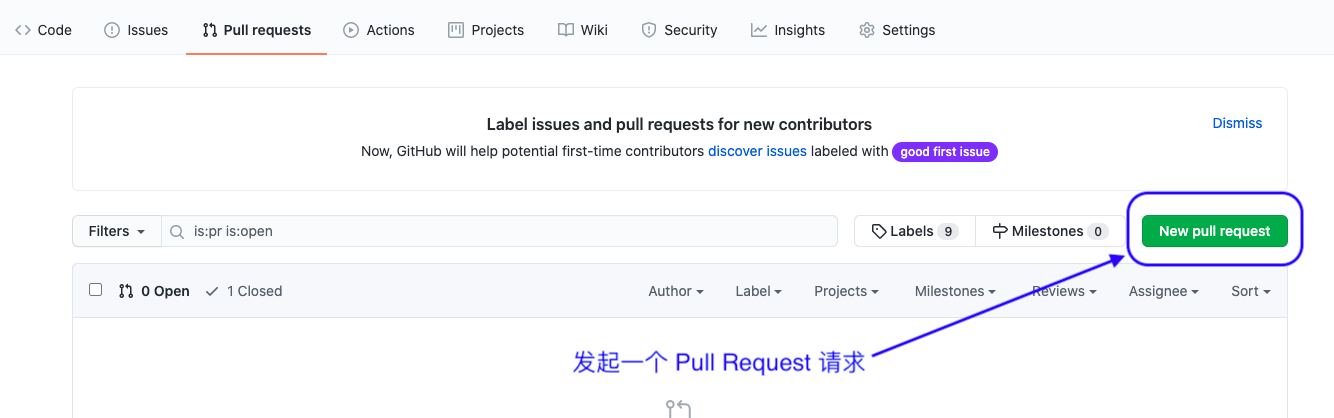 Code Issues Pull requests Actions Projects Wiki Security Insights Settings
Label issues and pull requests for new contributors
Dismiss
Now, GitHub will help potential first-time contributors discover issues labeled with good first issue
Filters is:pr is:open Labels 9 Milestones 0 New pull request
0 Open 1 Closed Author Label Projects Milestones Reviews Assignee Sort
发起一个 Pull Request 请求